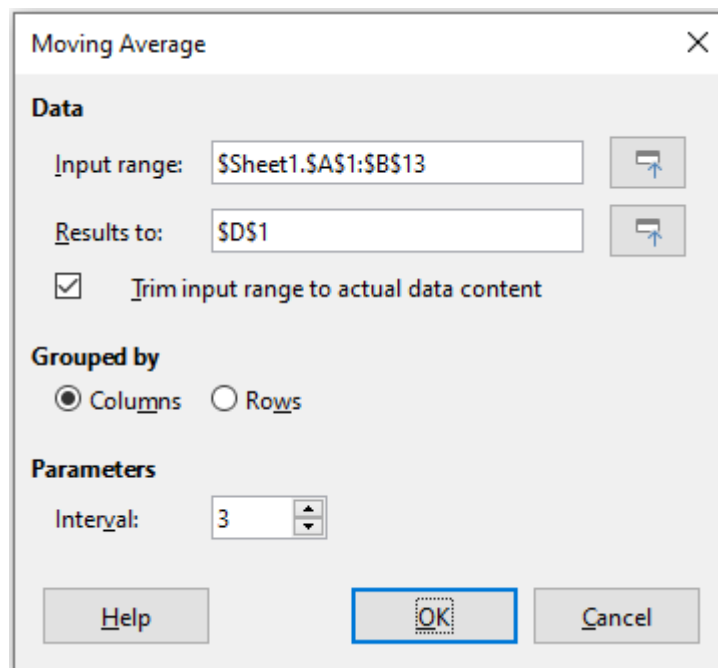 Moving Average
Data
Input range: $Sheet1.$A$1:$B$13
Results to: $D$1
Trim input range to actual data content
Grouped by
Columns Rows
Parameters
Interval: 3
Help OK Cancel